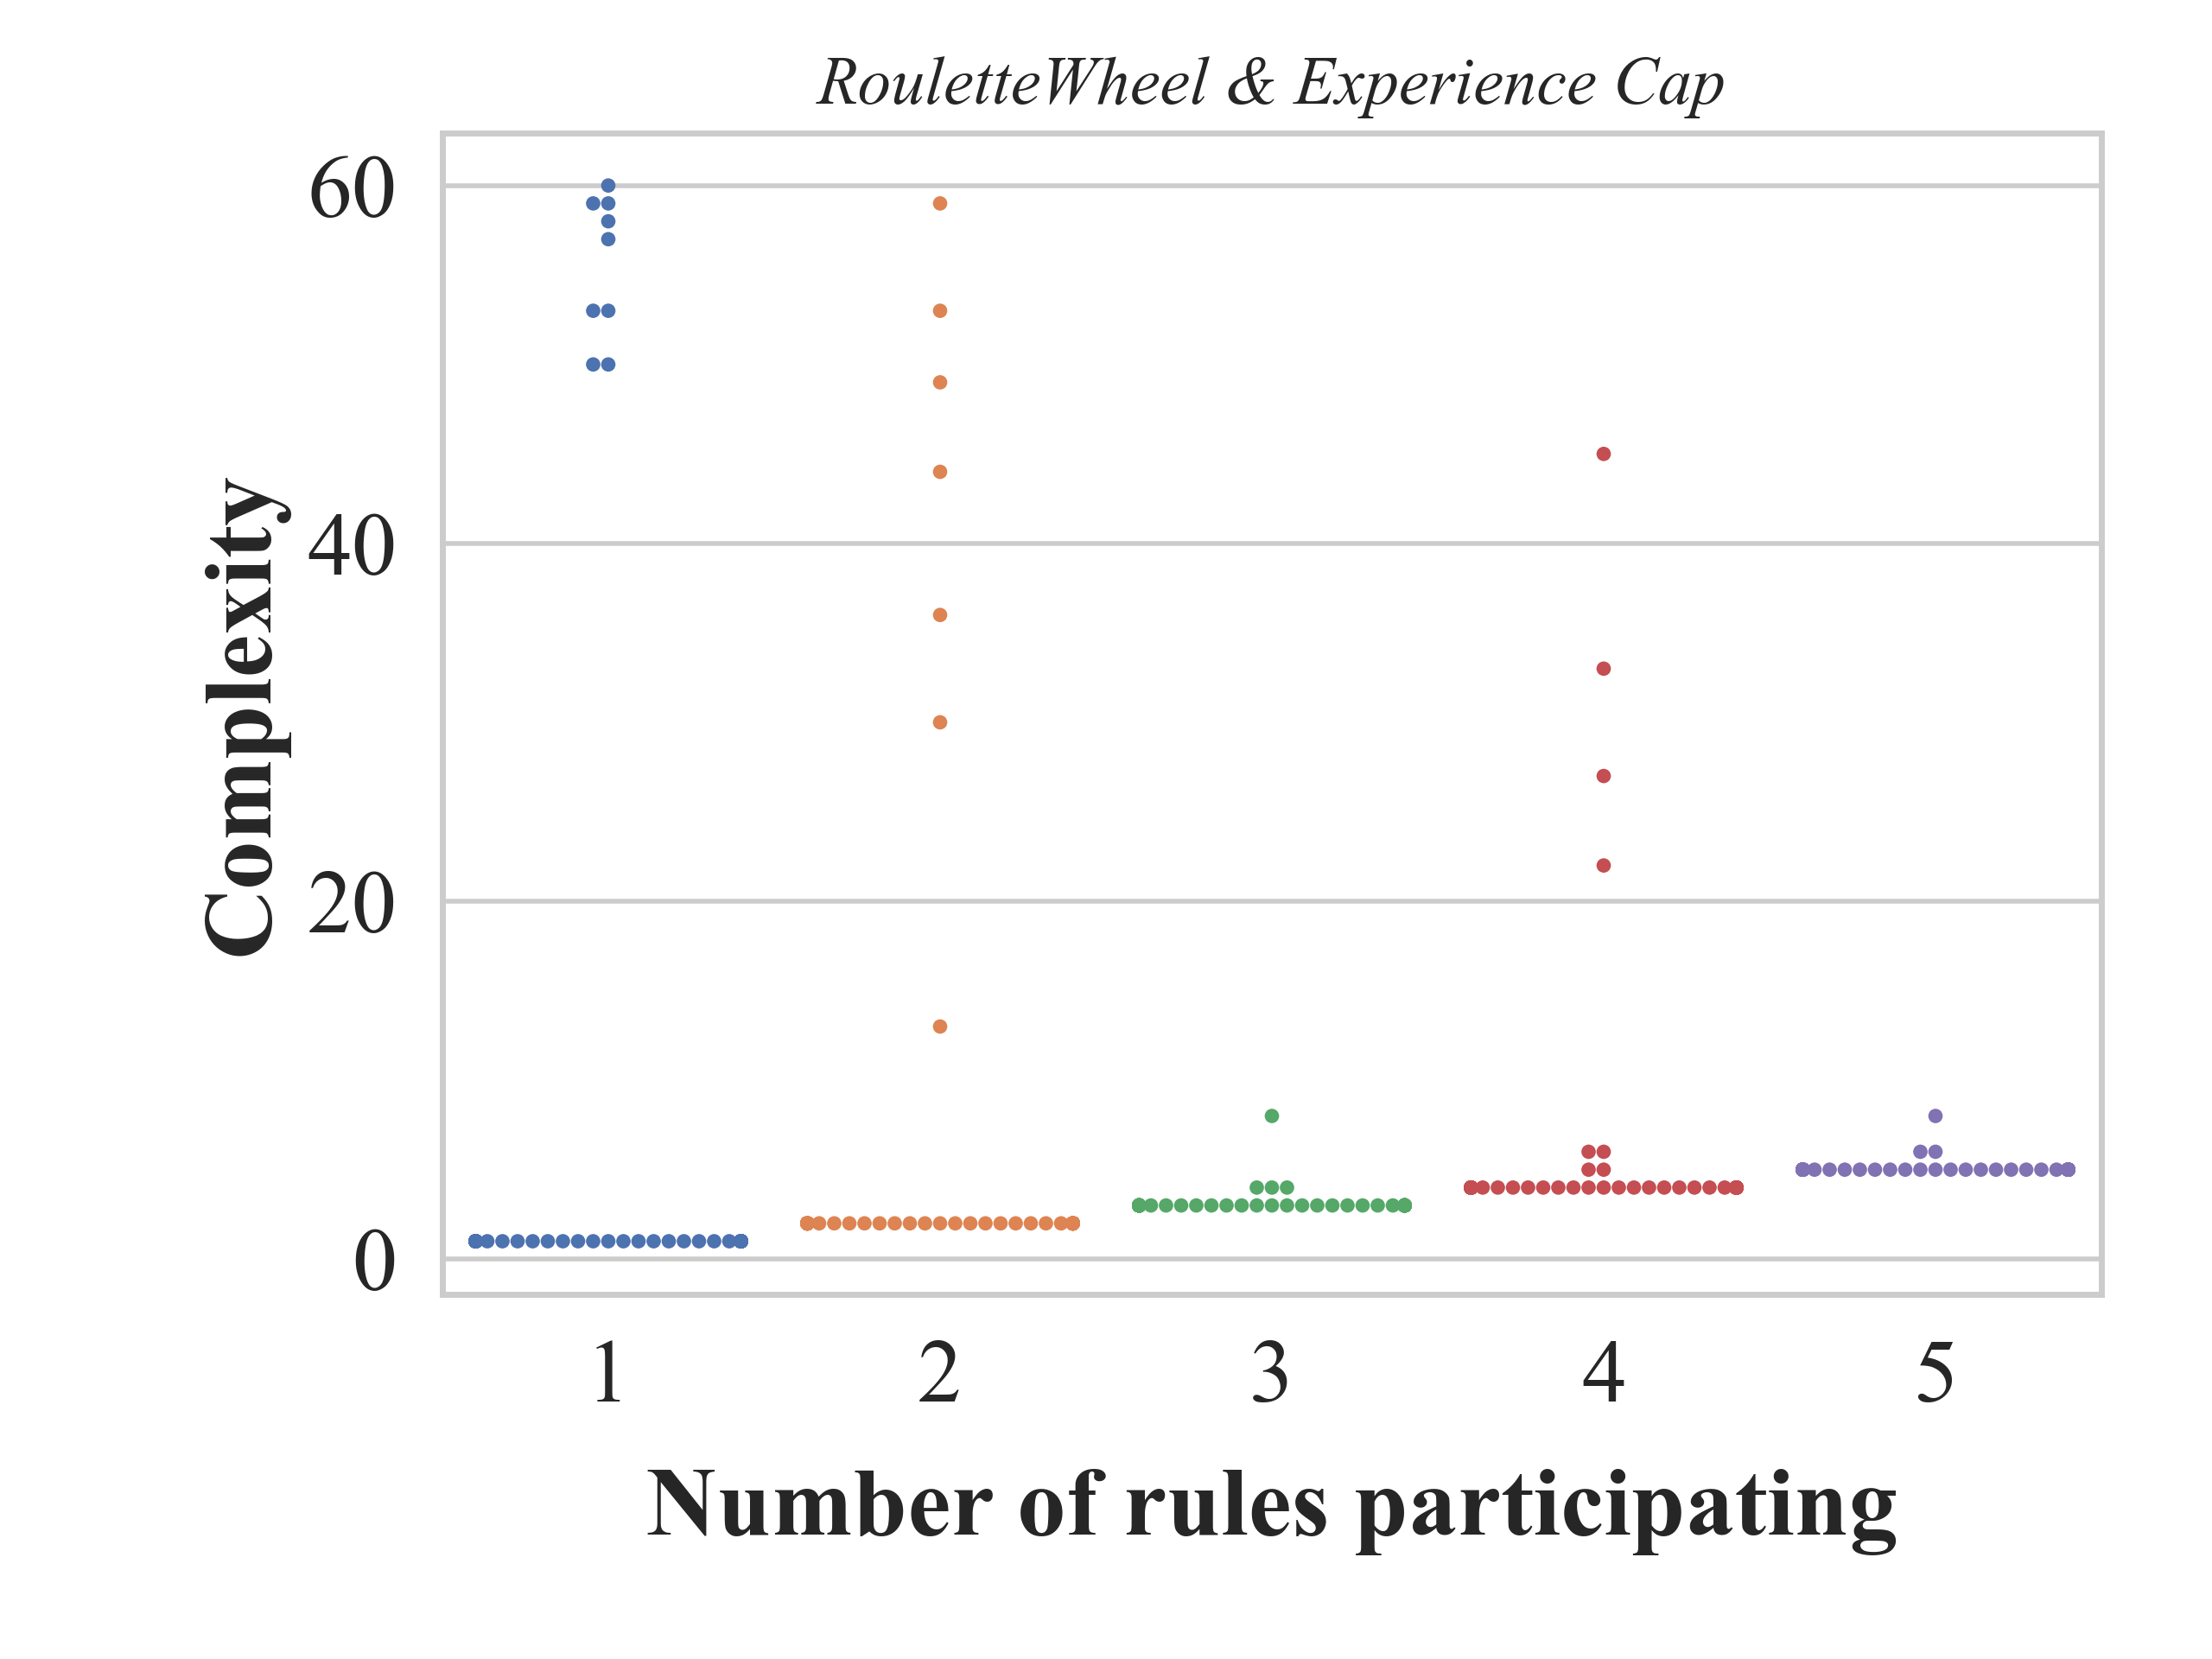 RouletteWheel & Experience Cap
60
40
20
0
Complexity
1 2 3 4 5
Number of rules participating